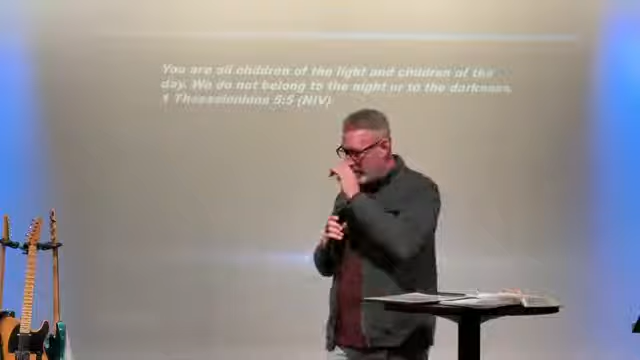 You are all children of the light and children of the
day. We do not belong to the night or to the darkness.
1 Thessalonians 5:5 (NIV)